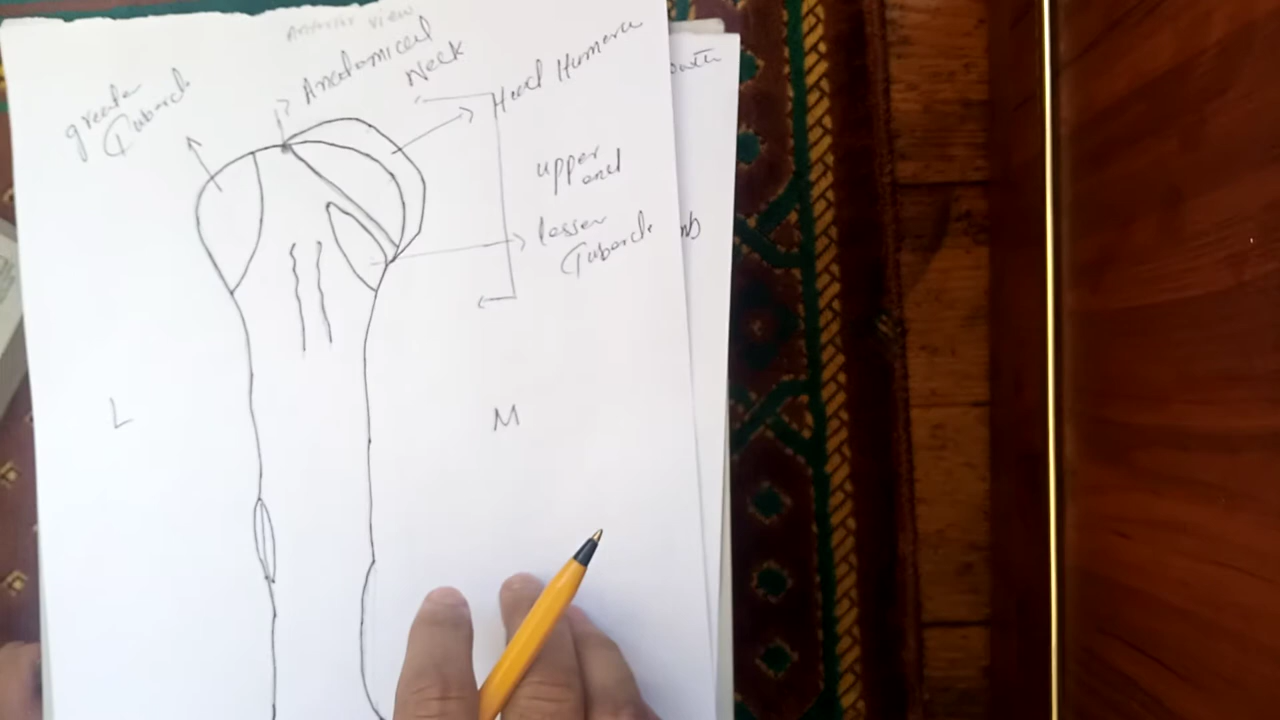 Anterior view
Anatomical
Neck
greater
Tubercle
Head Humerus
upper
end
lesser
Tubercle
L
M